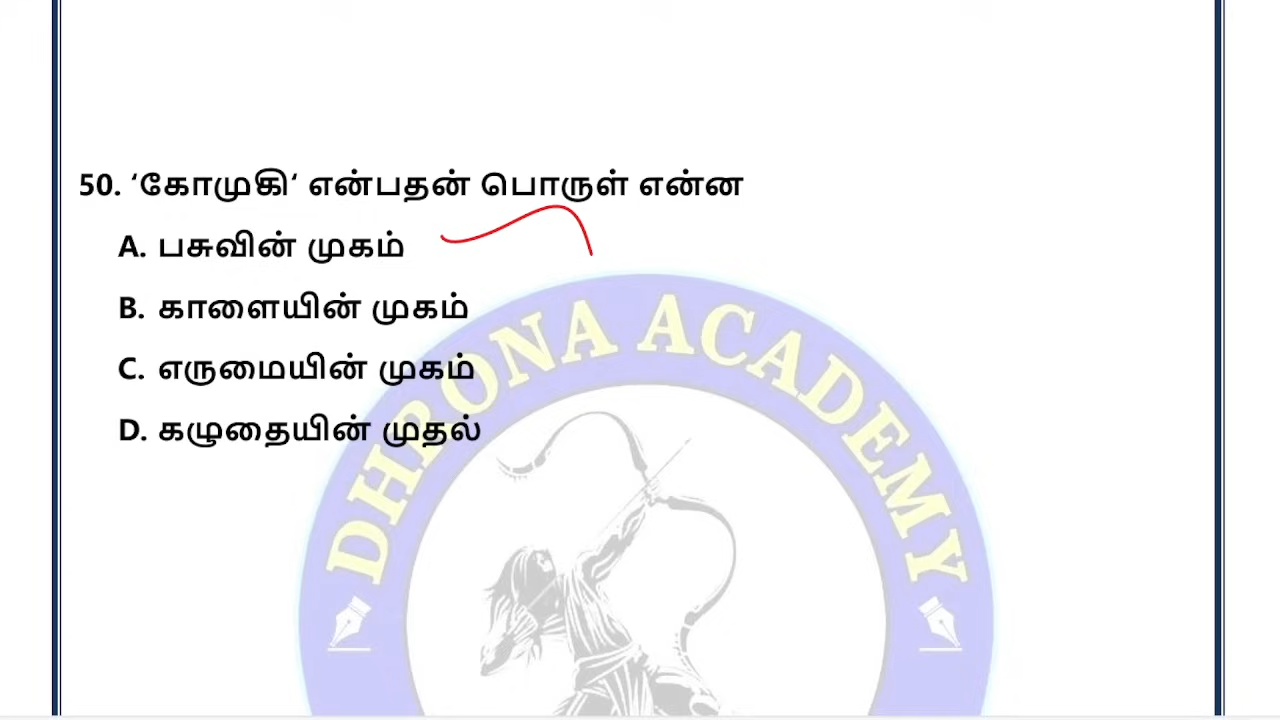 50. ‘கோமுகி‘ என்பதன் பொருள் என்ன
A. பசுவின் முகம்
B. காளையின் முகம்
C. எருமையின் முகம்
D. கழுதையின் முதல்
DHRONA ACADEMY